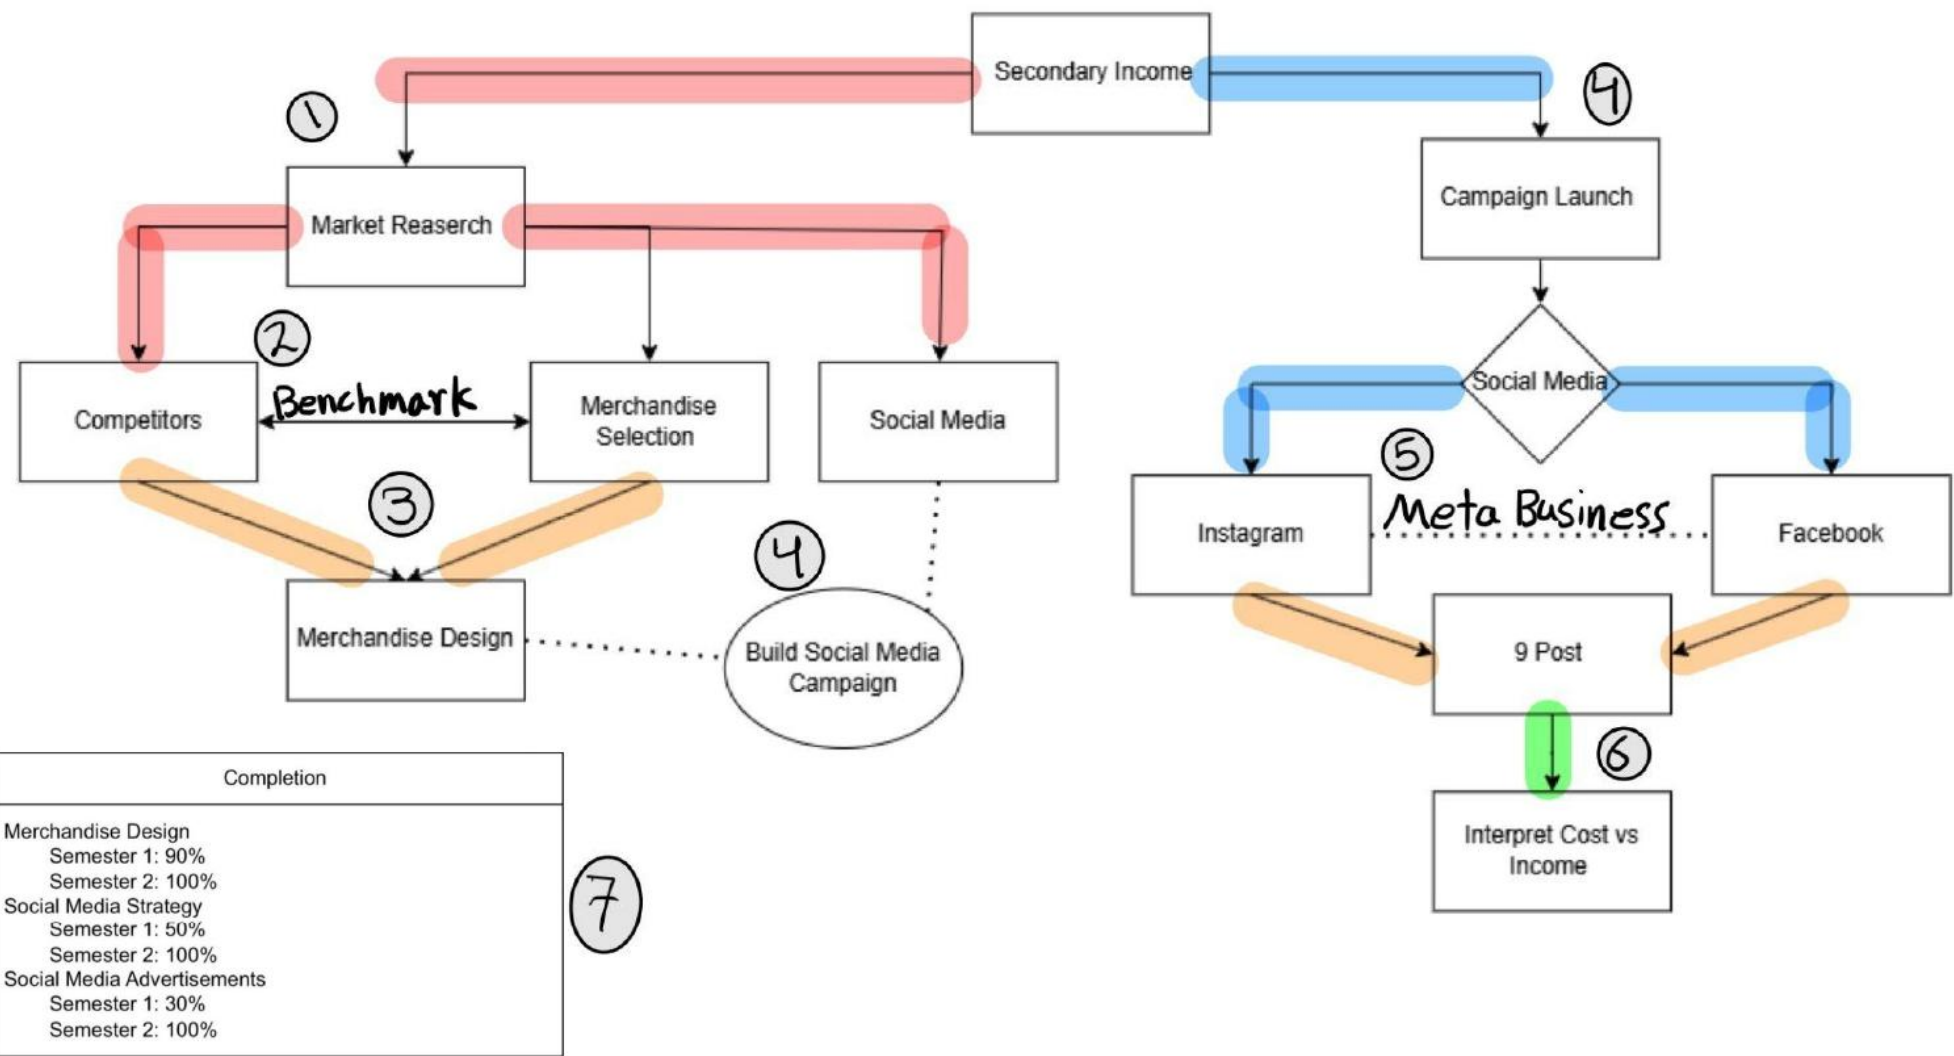 Secondary Income
4
1
Campaign Launch
Market Reaserch
2
Social Media
Benchmark
Competitors
Merchandise
Selection
Social Media
5
3
Meta Business
Instagram
Facebook
4
Merchandise Design
Build Social Media
Campaign
9 Post
6
Completion
Interpret Cost vs
Income
Merchandise Design
Semester 1: 90%
Semester 2: 100%
Social Media Strategy
Semester 1: 50%
Semester 2: 100%
Social Media Advertisements
Semester 1: 30%
Semester 2: 100%
7